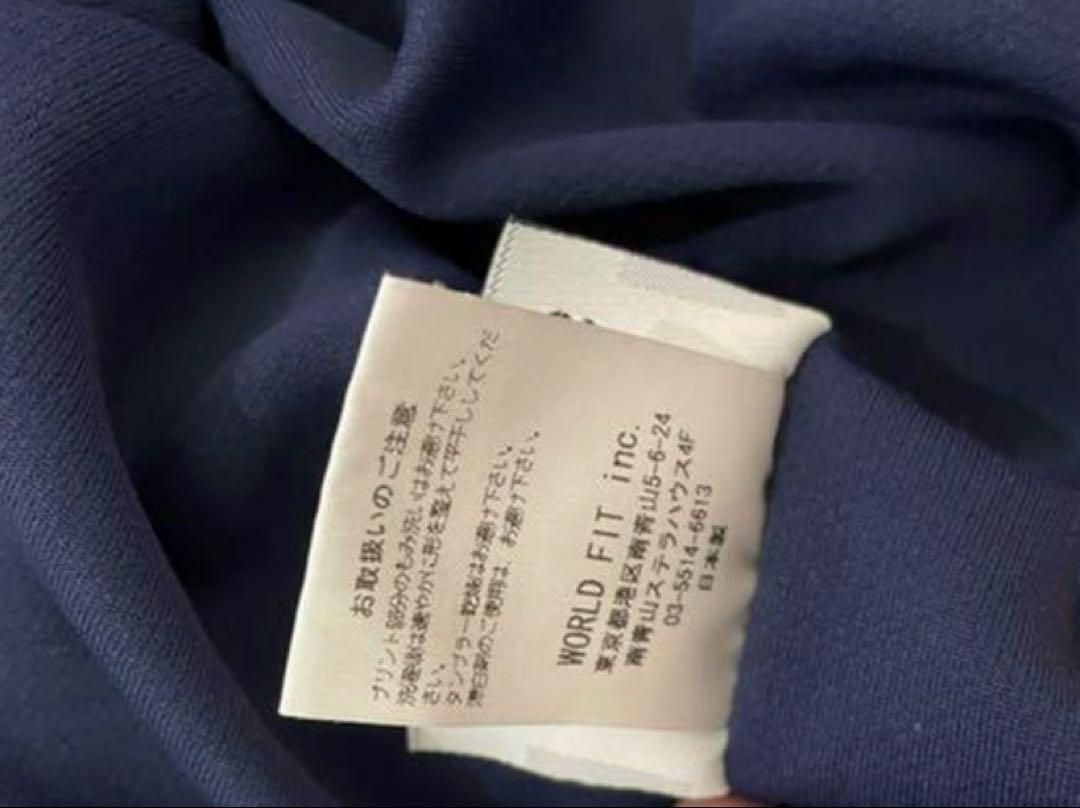 お取扱いのご注意
プリント部分のもみ洗いはお避け下さい。
洗濯後は速やかに形を整えて平干ししてくだ
さい。
タンブラー乾燥はお避け下さい。
漂白剤のご使用は、お避け下さい。
WORLD FIT inc.
東京都港区南青山5-6-24
南青山ステラハウス4F
03-5514-6613
日本製